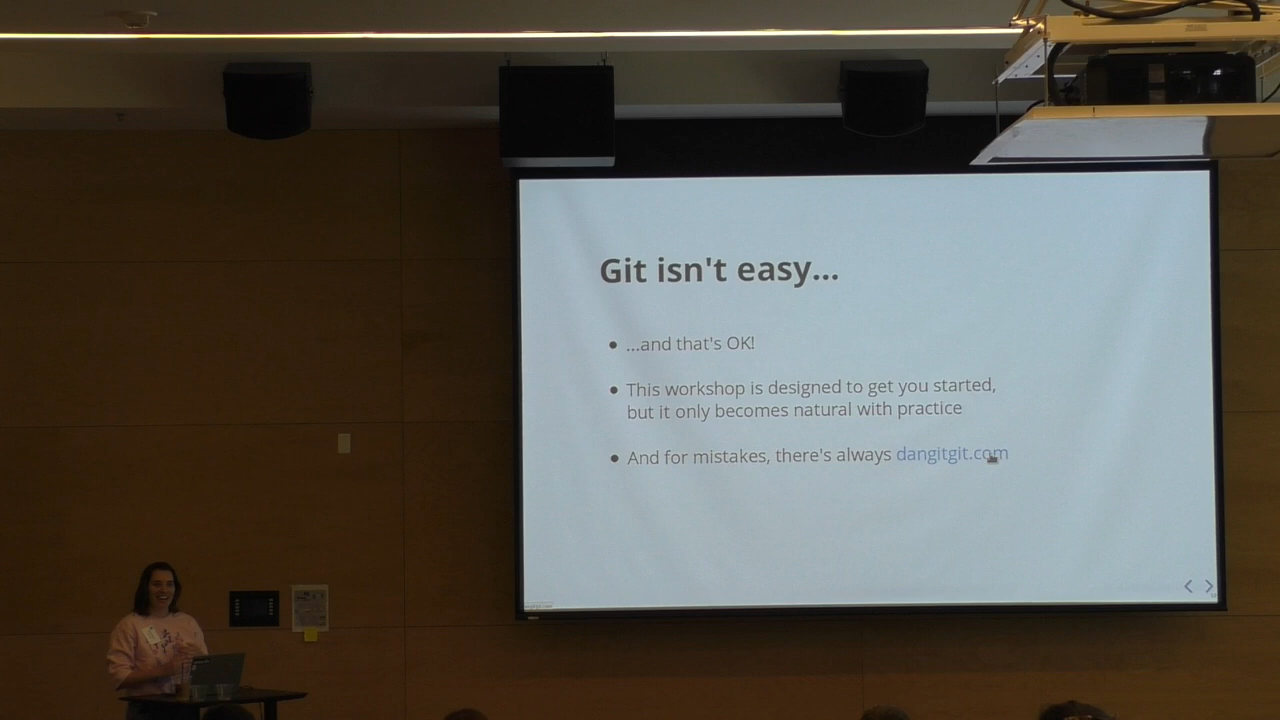 Git isn't easy...
...and that's OK!
This workshop is designed to get you started,
but it only becomes natural with practice
And for mistakes, there's always dangitgit.com